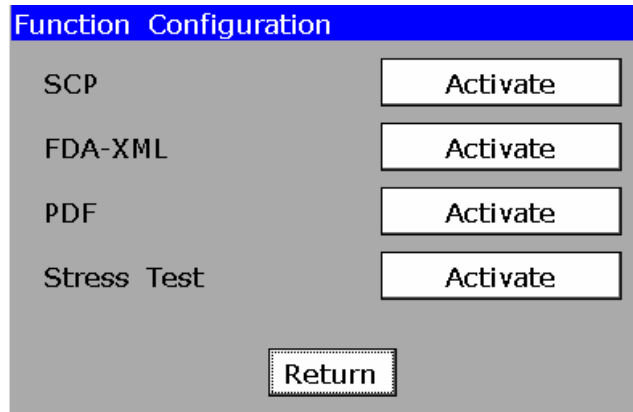 Function Configuration
SCP Activate
FDA-XML Activate
PDF Activate
Stress Test Activate
Return